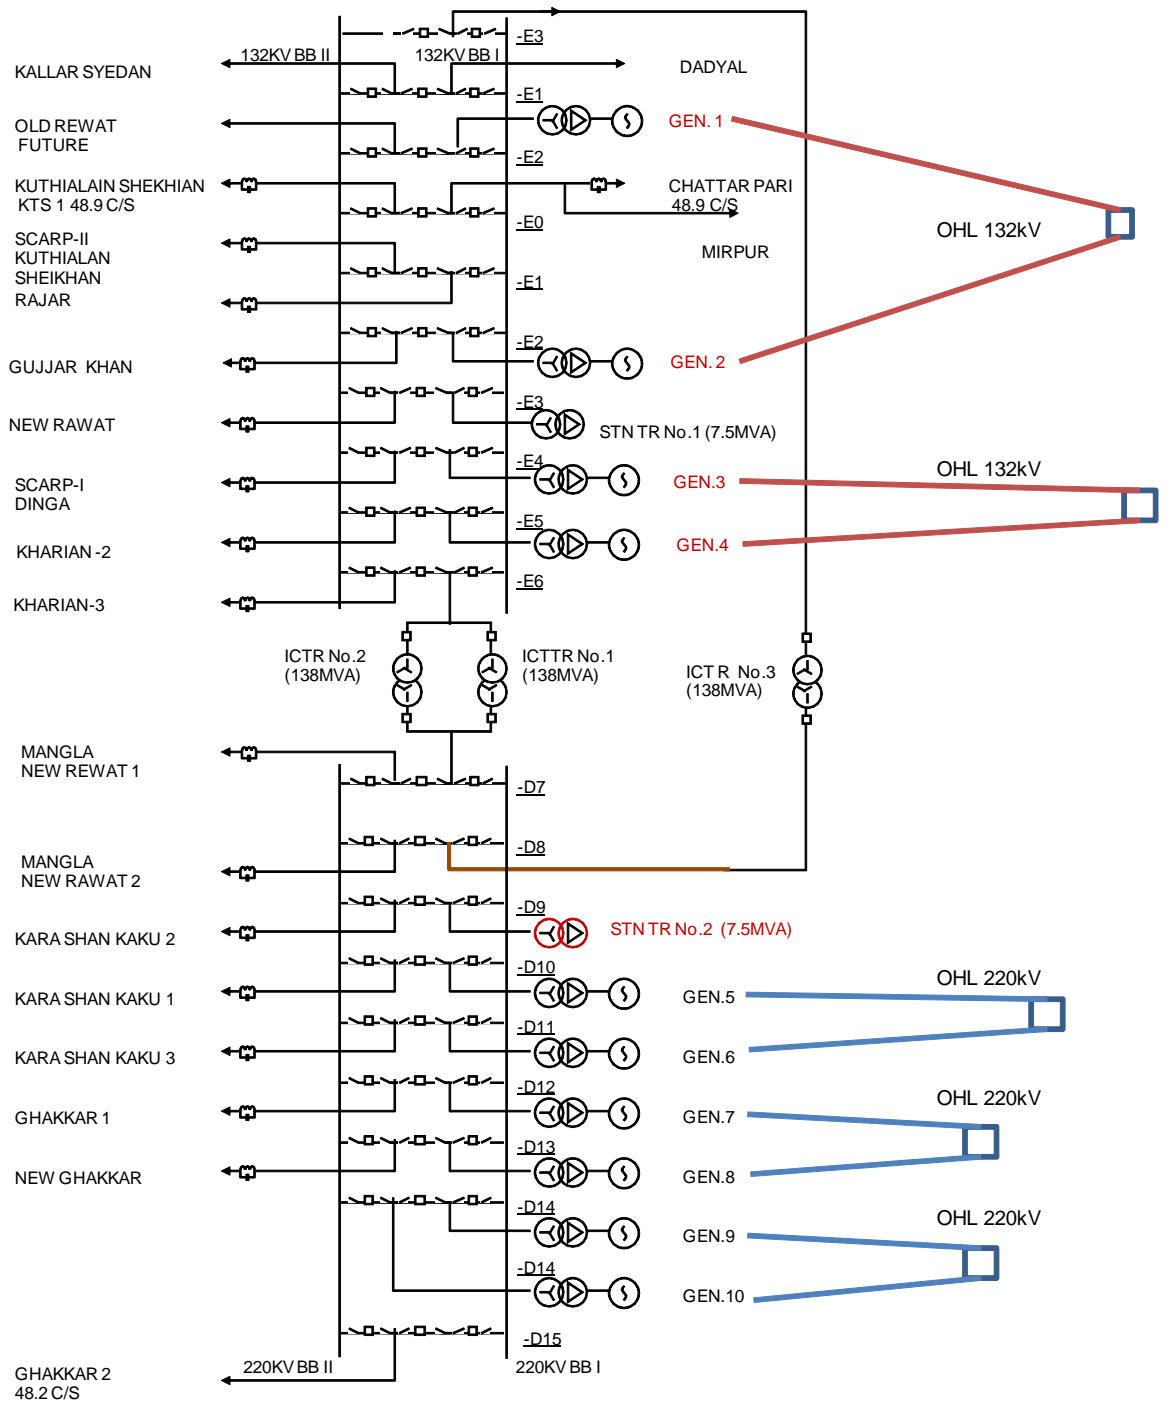 -E3
132KV BB II
132KV BB I
KALLAR SYEDAN
DADYAL
-E1
OLD REWAT
FUTURE
GEN. 1
-E2
KUTHIALAIN SHEKHIAN
KTS 1 48.9 C/S
CHATTAR PARI
48.9 C/S
-E0
OHL 132kV
SCARP-II
KUTHIALAN
SHEIKHAN
MIRPUR
-E1
RAJAR
-E2
GUJJAR KHAN
GEN. 2
-E3
NEW RAWAT
STN TR No.1 (7.5MVA)
-E4
OHL 132kV
SCARP-I
DINGA
GEN.3
-E5
KHARIAN -2
GEN.4
-E6
KHARIAN-3
ICTR No.2
(138MVA)
ICTTR No.1
(138MVA)
ICT R No.3
(138MVA)
MANGLA
NEW REWAT 1
-D7
-D8
MANGLA
NEW RAWAT 2
-D9
KARA SHAN KAKU 2
STN TR No.2 (7.5MVA)
-D10
OHL 220kV
KARA SHAN KAKU 1
GEN.5
-D11
KARA SHAN KAKU 3
GEN.6
-D12
OHL 220kV
GHAKKAR 1
GEN.7
-D13
NEW GHAKKAR
GEN.8
-D14
OHL 220kV
GEN.9
-D14
GEN.10
-D15
220KV BB II
220KV BB I
GHAKKAR 2
48.2 C/S